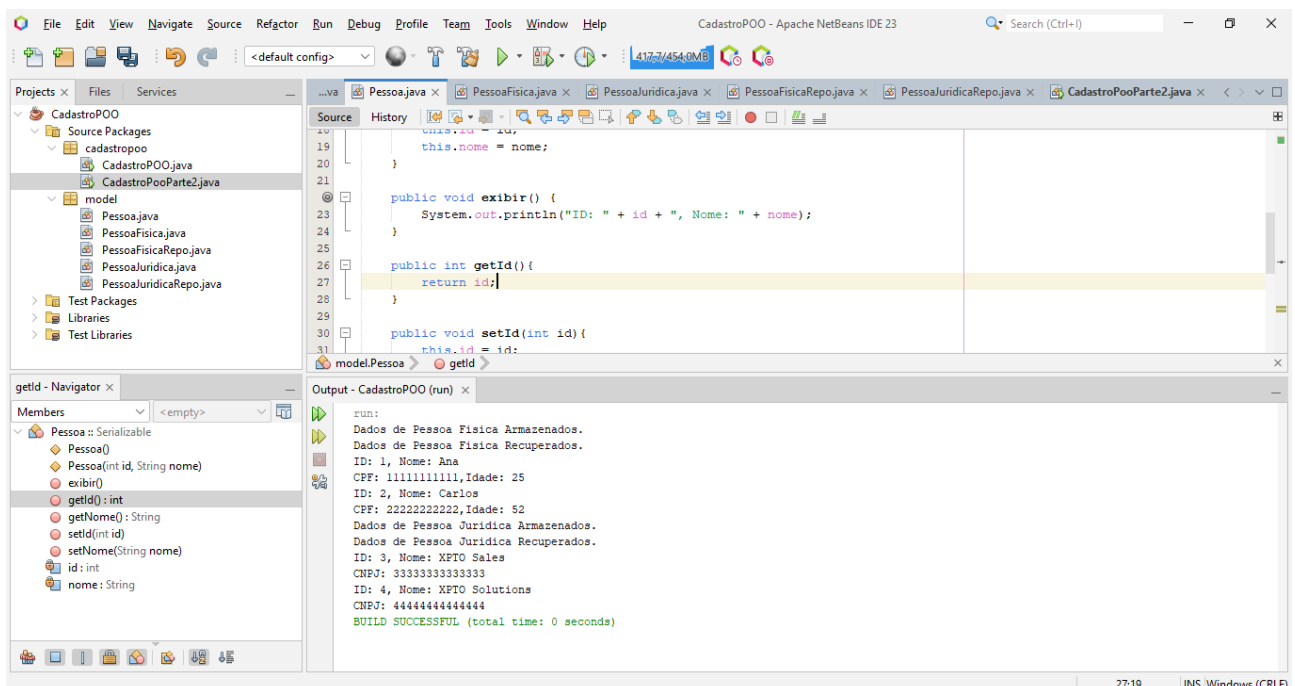 File Edit View Navigate Source Refactor Run Debug Profile Team Tools Window Help CadastroPOO - Apache NetBeans IDE 23 Search (Ctrl+I)
<default config> 417,7/454,0MB
Projects Files Services
CadastroPOO
Source Packages
cadastropoo
CadastroPOO.java
CadastroPooParte2.java
model
Pessoa.java
PessoaFisica.java
PessoaFisicaRepo.java
PessoaJuridica.java
PessoaJuridicaRepo.java
Test Packages
Libraries
Test Libraries
...va Pessoa.java PessoaFisica.java PessoaJuridica.java PessoaFisicaRepo.java PessoaJuridicaRepo.java CadastroPooParte2.java
Source History
18 this.id = id;
19 this.nome = nome;
20 }
21
public void exibir() {
23 System.out.println("ID: " + id + ", Nome: " + nome);
24 }
25
26 public int getId(){
27 return id;
28 }
29
30 public void setId(int id){
31 this.id = id;
model.Pessoa getId
getId - Navigator
Members <empty>
Pessoa :: Serializable
Pessoa()
Pessoa(int id, String nome)
exibir()
getId() : int
getNome() : String
setId(int id)
setNome(String nome)
id : int
nome : String
Output - CadastroPOO (run)
run:
Dados de Pessoa Fisica Armazenados.
Dados de Pessoa Fisica Recuperados.
ID: 1, Nome: Ana
CPF: 11111111111,Idade: 25
ID: 2, Nome: Carlos
CPF: 22222222222,Idade: 52
Dados de Pessoa Juridica Armazenados.
Dados de Pessoa Juridica Recuperados.
ID: 3, Nome: XPTO Sales
CNPJ: 33333333333333
ID: 4, Nome: XPTO Solutions
CNPJ: 44444444444444
BUILD SUCCESSFUL (total time: 0 seconds)
27:19 INS Windows (CRLF)